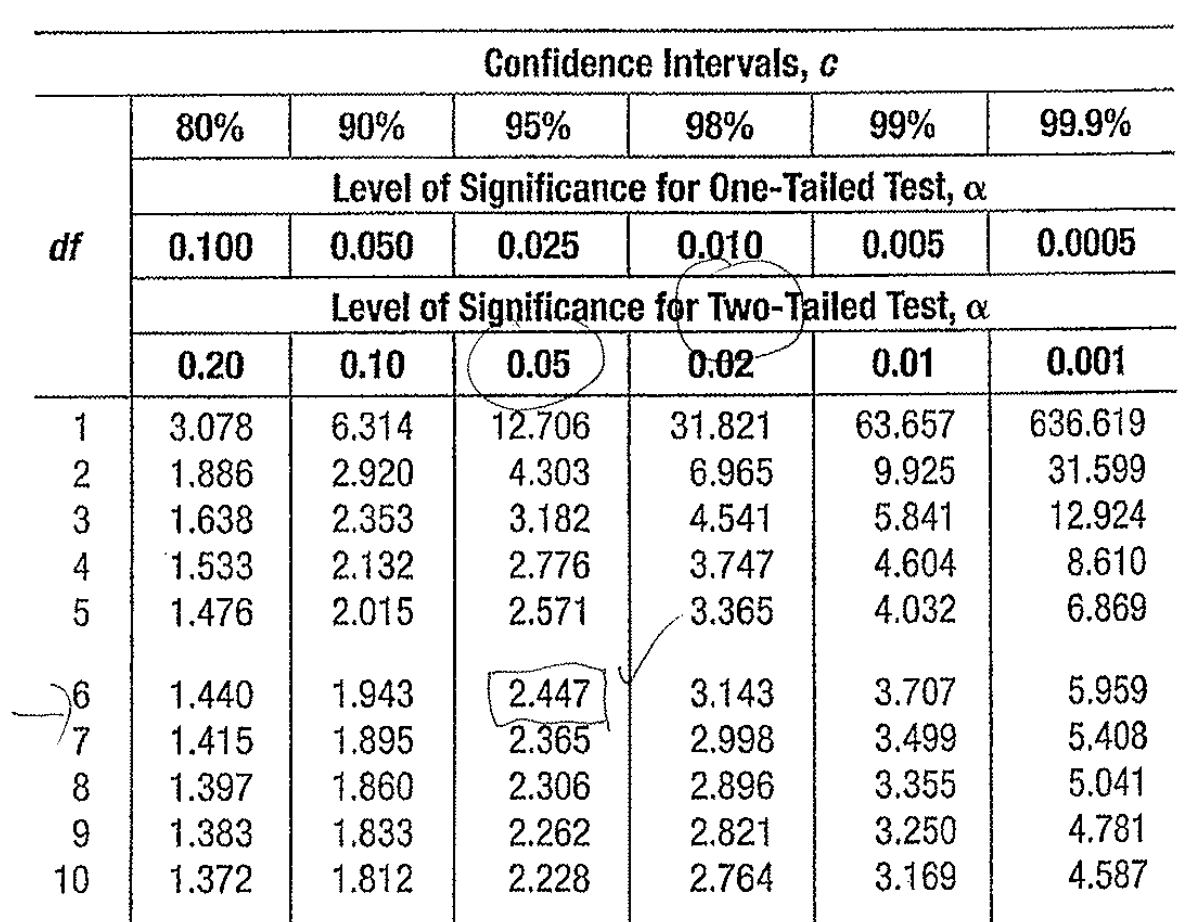 Confidence Intervals, c
80% 90% 95% 98% 99% 99.9%
Level of Significance for One-Tailed Test, α
df 0.100 0.050 0.025 0.010 0.005 0.0005
Level of Significance for Two-Tailed Test, α
0.20 0.10 0.05 0.02 0.01 0.001
1 3.078 6.314 12.706 31.821 63.657 636.619
2 1.886 2.920 4.303 6.965 9.925 31.599
3 1.638 2.353 3.182 4.541 5.841 12.924
4 1.533 2.132 2.776 3.747 4.604 8.610
5 1.476 2.015 2.571 3.365 4.032 6.869
6 1.440 1.943 2.447 3.143 3.707 5.959
7 1.415 1.895 2.365 2.998 3.499 5.408
8 1.397 1.860 2.306 2.896 3.355 5.041
9 1.383 1.833 2.262 2.821 3.250 4.781
10 1.372 1.812 2.228 2.764 3.169 4.587